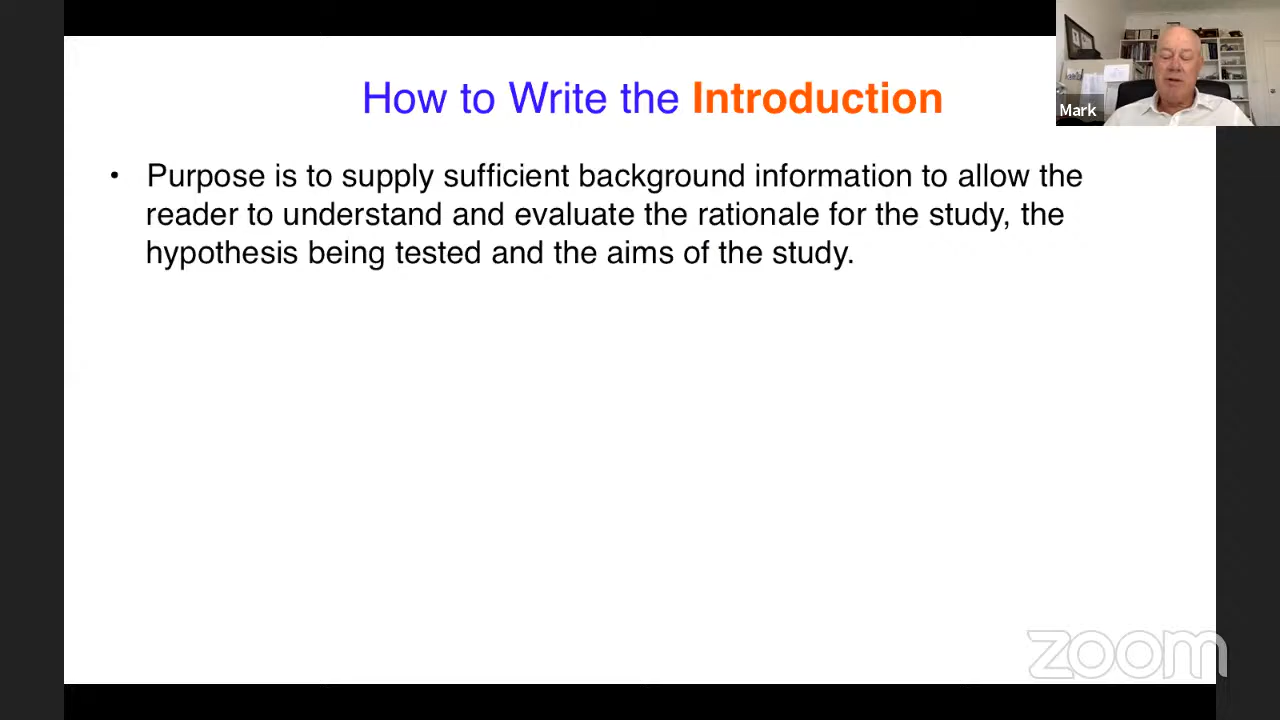 How to Write the Introduction
Mark
• Purpose is to supply sufficient background information to allow the
reader to understand and evaluate the rationale for the study, the
hypothesis being tested and the aims of the study.
zoom